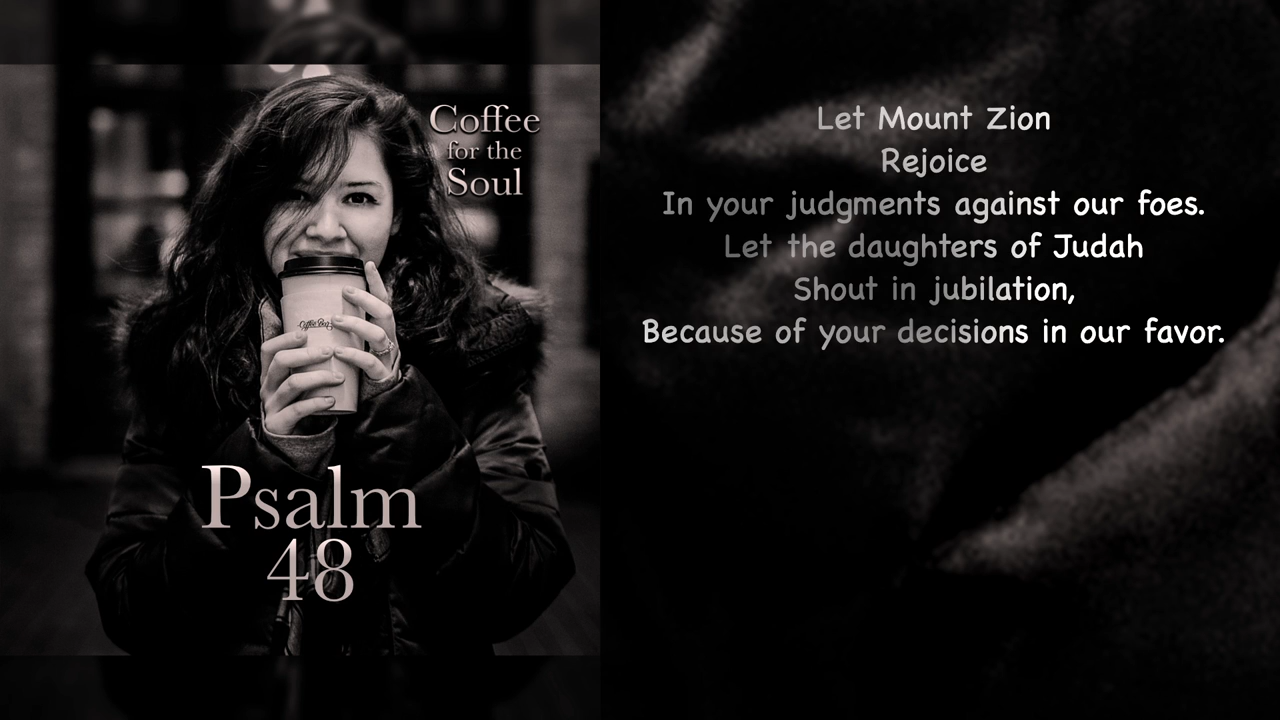 Coffee
for the
Soul
Coffee
Psalm
48
Let Mount Zion
Rejoice
In your judgments against our foes.
Let the daughters of Judah
Shout in jubilation,
Because of your decisions in our favor.